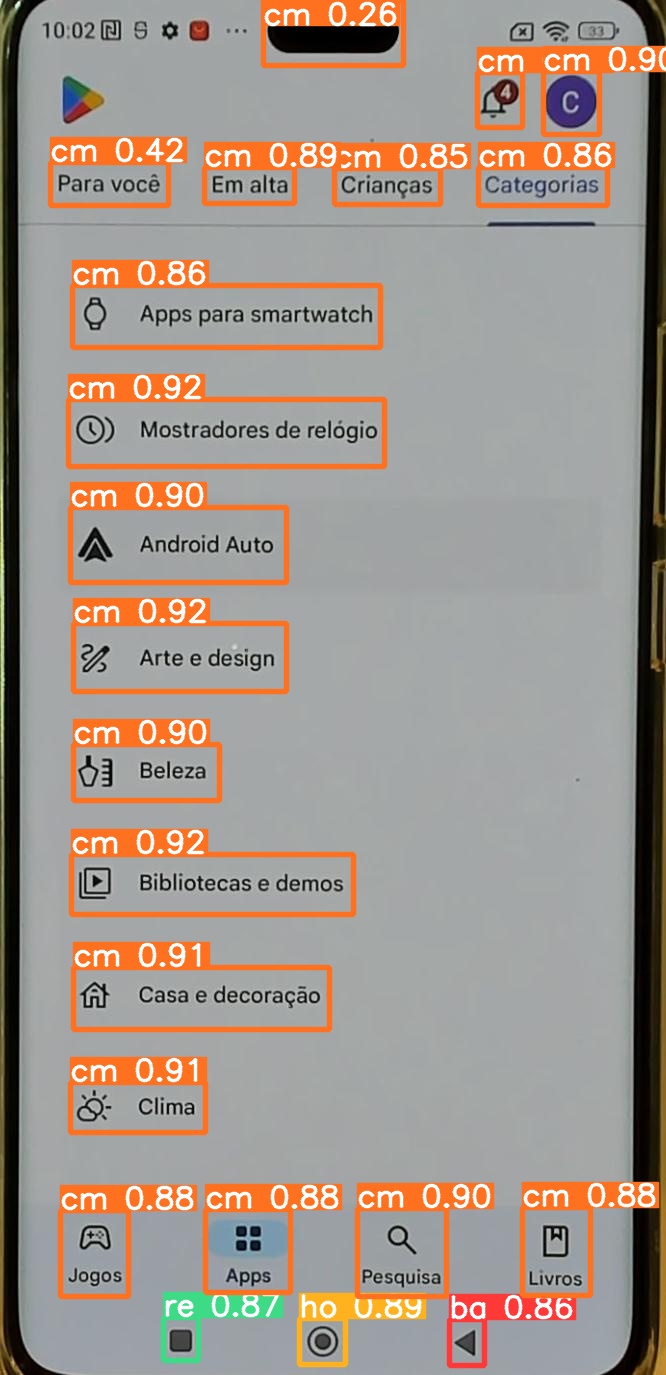 cm 0.26
10:02 33
cm cm 0.90
4 C
cm 0.42 cm 0.89 cm 0.85 cm 0.86
Para você Em alta Crianças Categorias
cm 0.86
Apps para smartwatch
cm 0.92
Mostradores de relógio
cm 0.90
Android Auto
cm 0.92
Arte e design
cm 0.90
Beleza
cm 0.92
Bibliotecas e demos
cm 0.91
Casa e decoração
cm 0.91
Clima
cm 0.88 cm 0.88 cm 0.90 cm 0.88
Jogos Apps Pesquisa Livros
re 0.87 ho 0.89 ba 0.86